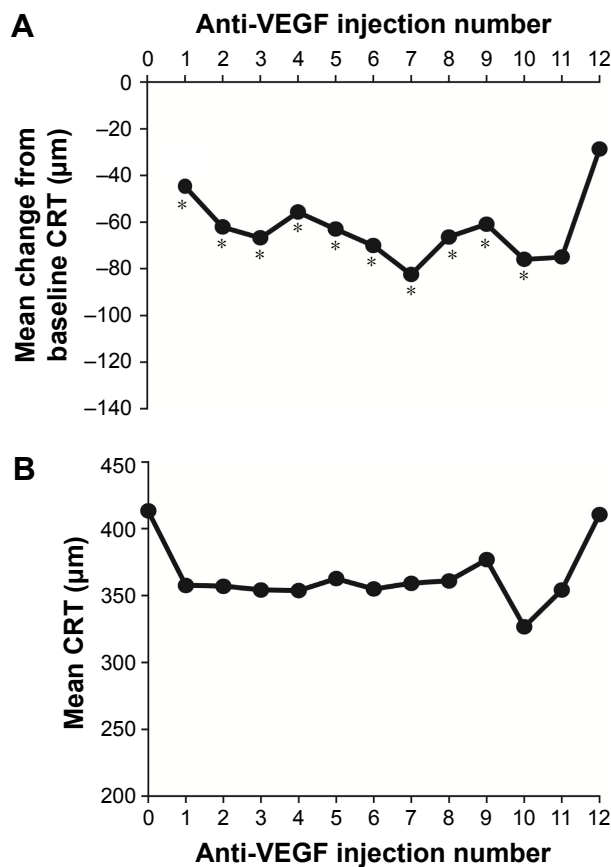 A
Anti-VEGF injection number
0 1 2 3 4 5 6 7 8 9 10 11 12
0
–20
–40
–60
–80
–100
–120
–140
Mean change from
baseline CRT (µm)
* * * * * * * * * *
B
450
400
350
300
250
200
Mean CRT (µm)
0 1 2 3 4 5 6 7 8 9 10 11 12
Anti-VEGF injection number